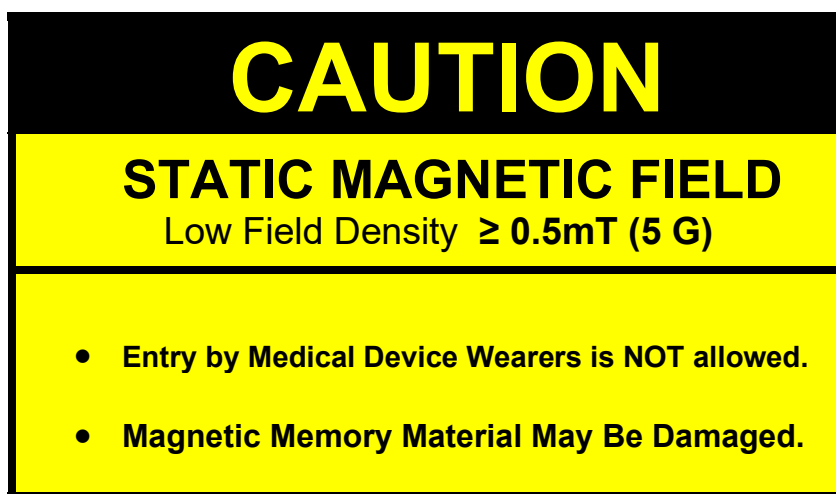 CAUTION
STATIC MAGNETIC FIELD
Low Field Density ≥ 0.5mT (5 G)
• Entry by Medical Device Wearers is NOT allowed.
• Magnetic Memory Material May Be Damaged.